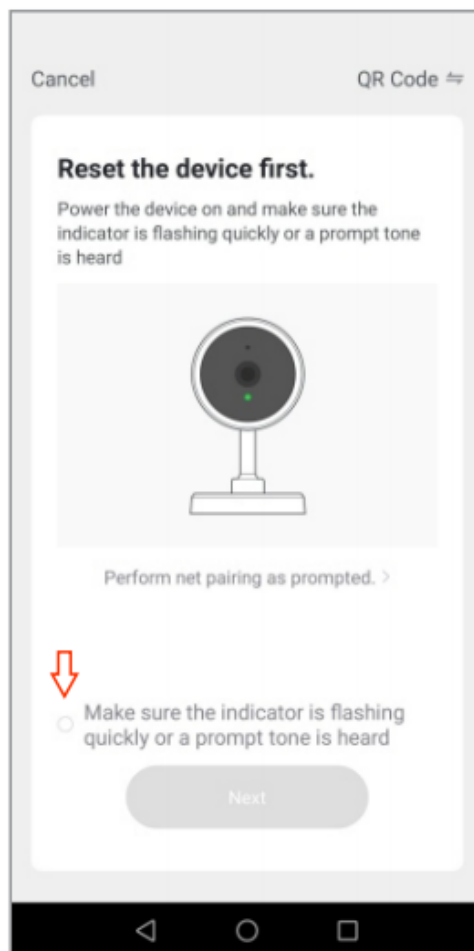 Cancel
QR Code
Reset the device first.
Power the device on and make sure the
indicator is flashing quickly or a prompt tone
is heard
Perform net pairing as prompted. >
Make sure the indicator is flashing
quickly or a prompt tone is heard
Next